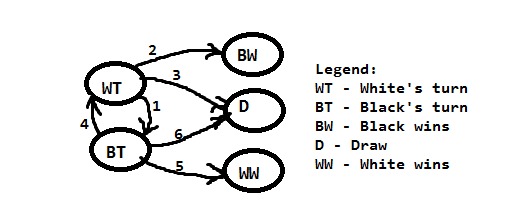 2
BW
3
WT
1
D
4
6
BT
5
WW
Legend:
WT - White's turn
BT - Black's turn
BW - Black wins
D - Draw
WW - White wins